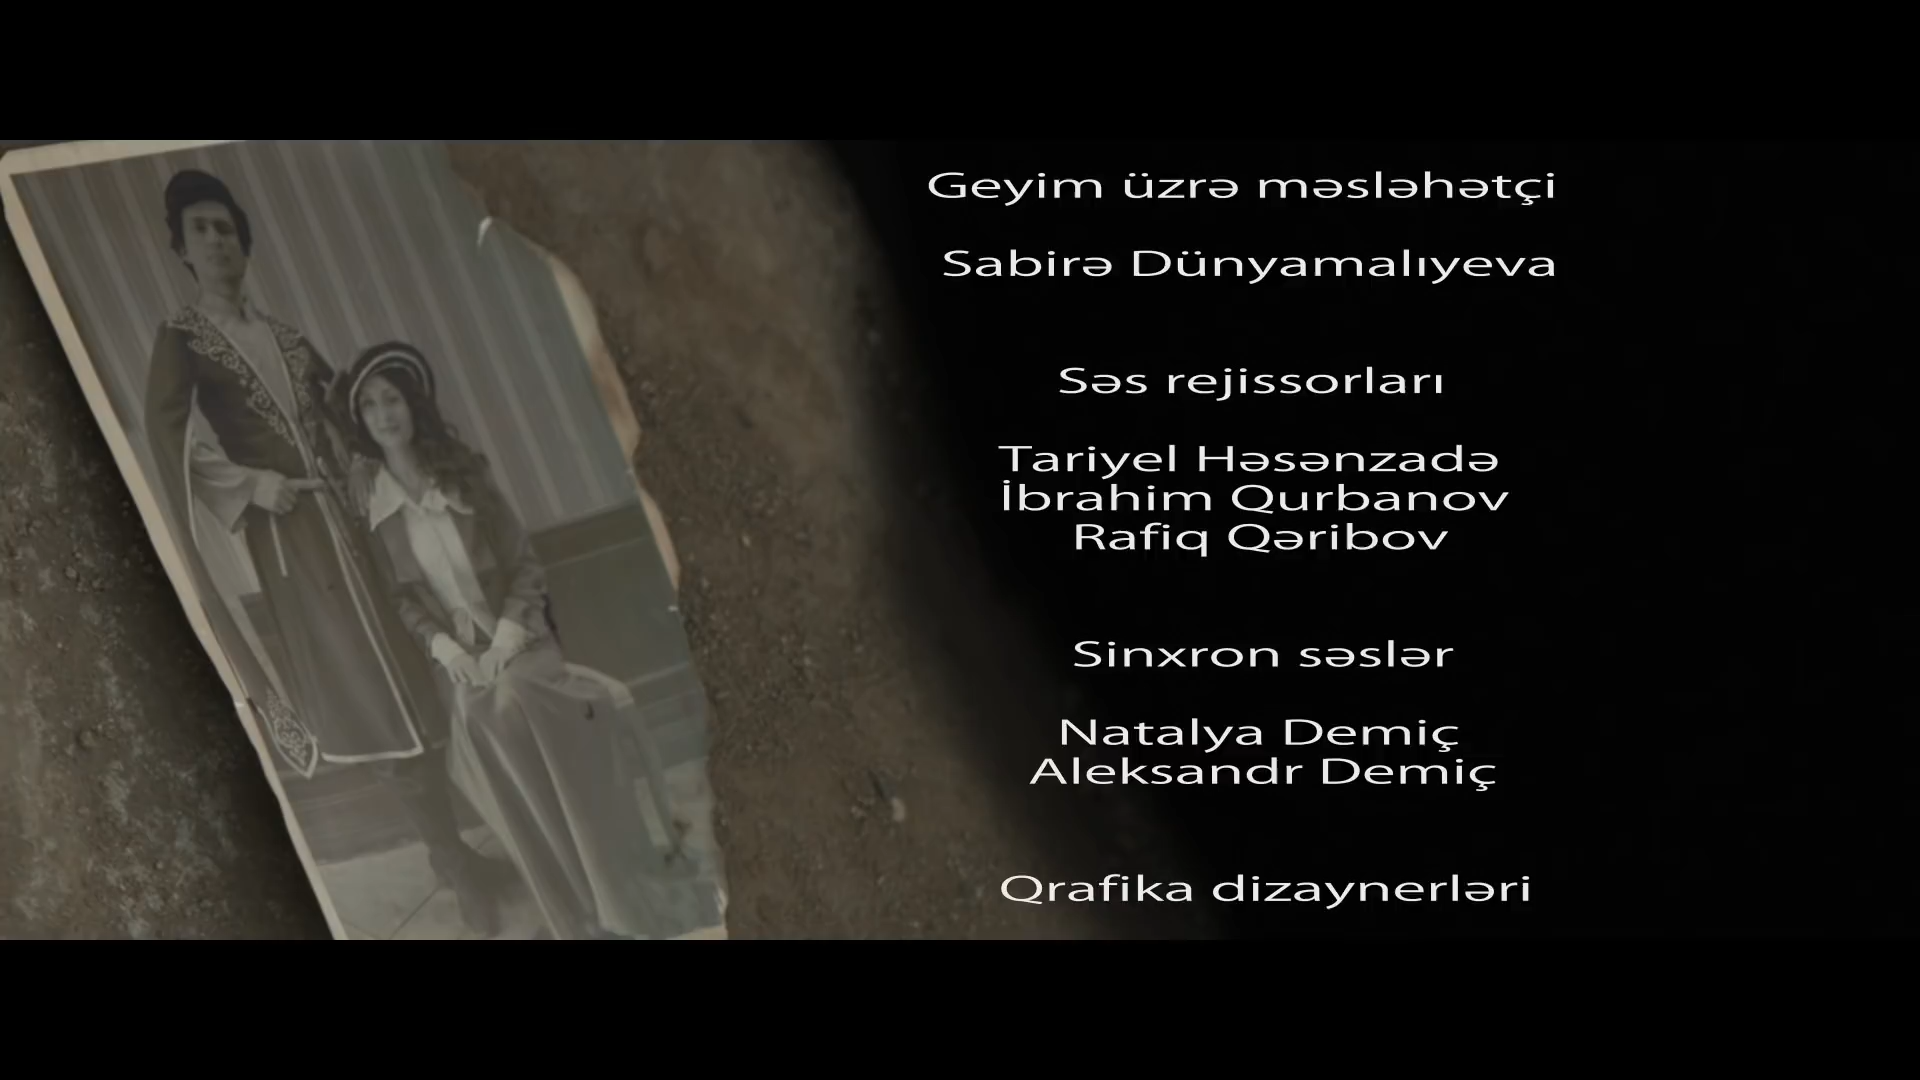 Geyim üzrə məsləhətçi
Sabirə Dünyamalıyeva
Səs rejissorları
Tariyel Həsənzadə
İbrahim Qurbanov
Rafiq Qəribov
Sinxron səslər
Natalya Demiç
Aleksandr Demiç
Qrafika dizaynerləri